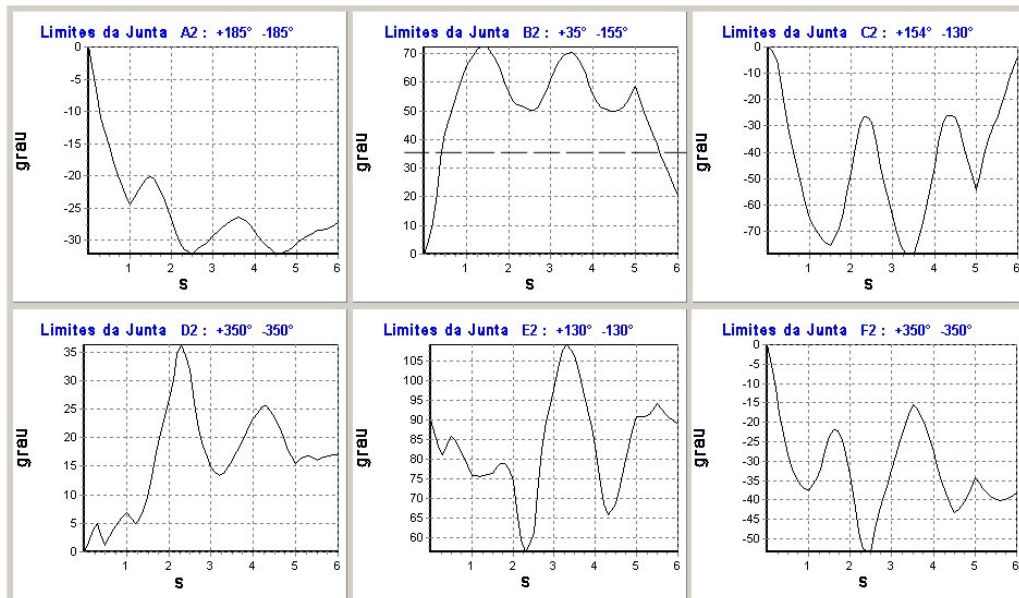 Limites da Junta A2 : +185° -185°
0
-5
-10
-15
-20
-25
-30
grau
1 2 3 4 5 6
s
Limites da Junta B2 : +35° -155°
70
60
50
40
30
20
10
0
grau
1 2 3 4 5 6
s
Limites da Junta C2 : +154° -130°
0
-10
-20
-30
-40
-50
-60
-70
grau
1 2 3 4 5 6
s
Limites da Junta D2 : +350° -350°
35
30
25
20
15
10
5
0
grau
1 2 3 4 5 6
s
Limites da Junta E2 : +130° -130°
105
100
95
90
85
80
75
70
65
60
grau
1 2 3 4 5 6
s
Limites da Junta F2 : +350° -350°
0
-5
-10
-15
-20
-25
-30
-35
-40
-45
-50
grau
1 2 3 4 5 6
s